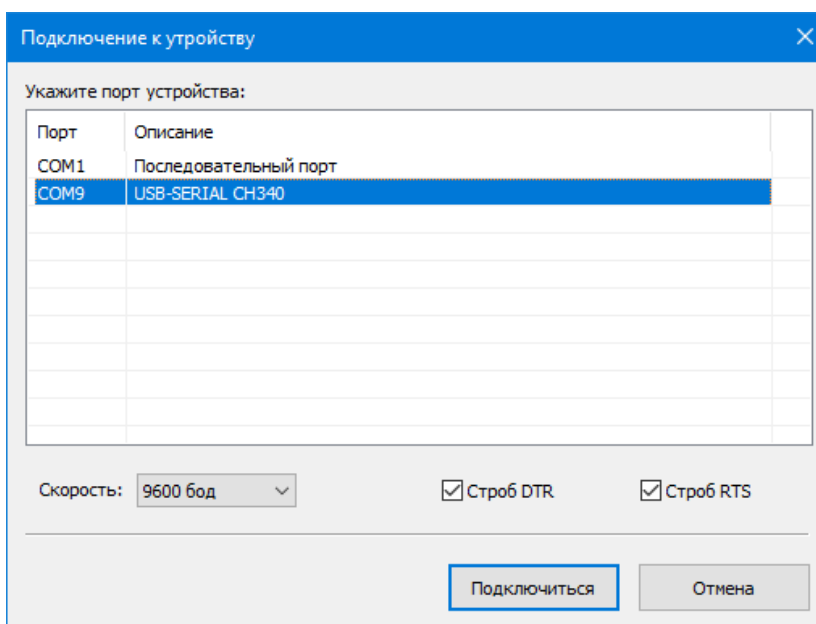 Подключение к утройству
Укажите порт устройства:
Порт Описание
COM1 Последовательный порт
COM9 USB-SERIAL CH340
Скорость: 9600 бод Строб DTR Строб RTS
Подключиться Отмена